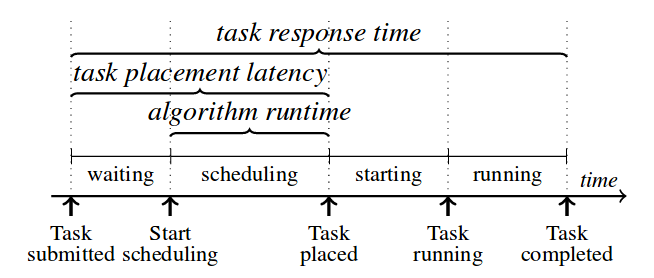 task response time
task placement latency
algorithm runtime
waiting scheduling starting running time
Task Start Task Task Task
submitted scheduling placed running completed